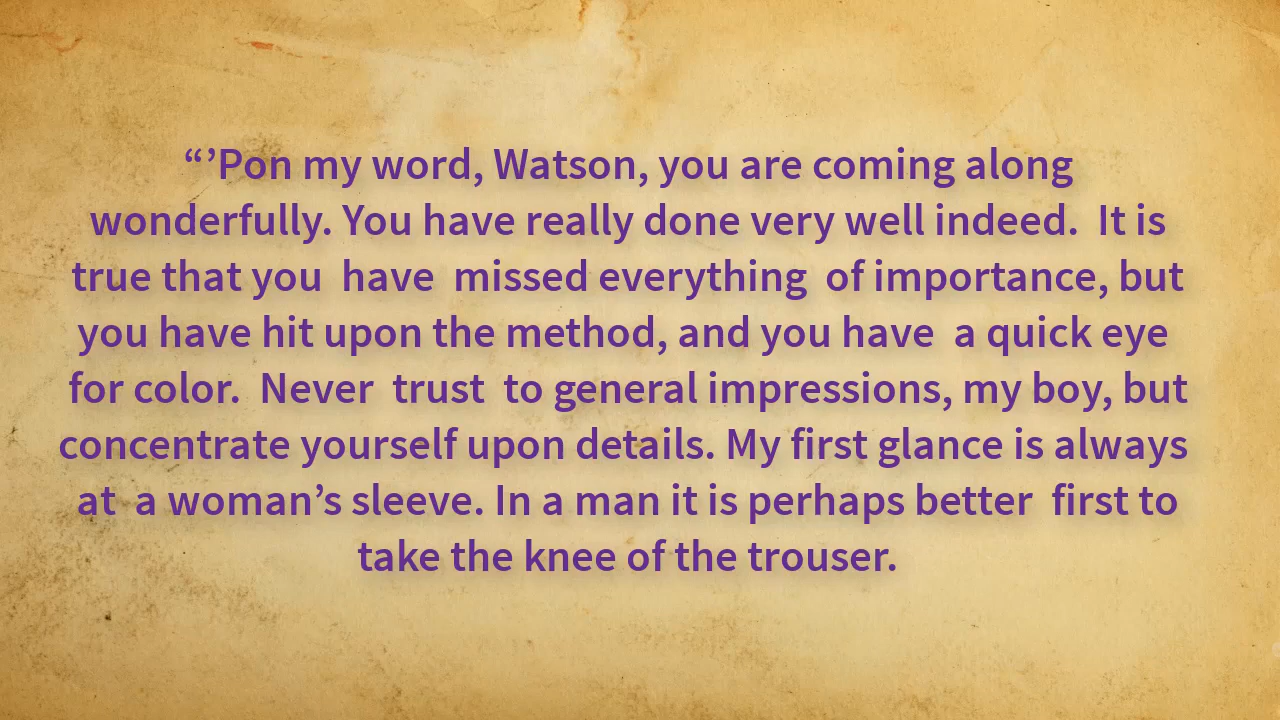 “’Pon my word, Watson, you are coming along
wonderfully. You have really done very well indeed.  It is
true that you  have  missed everything  of importance, but
you have hit upon the method, and you have  a quick eye
for color.  Never  trust  to general impressions, my boy, but
concentrate yourself upon details. My first glance is always
at  a woman’s sleeve. In a man it is perhaps better  first to
take the knee of the trouser.